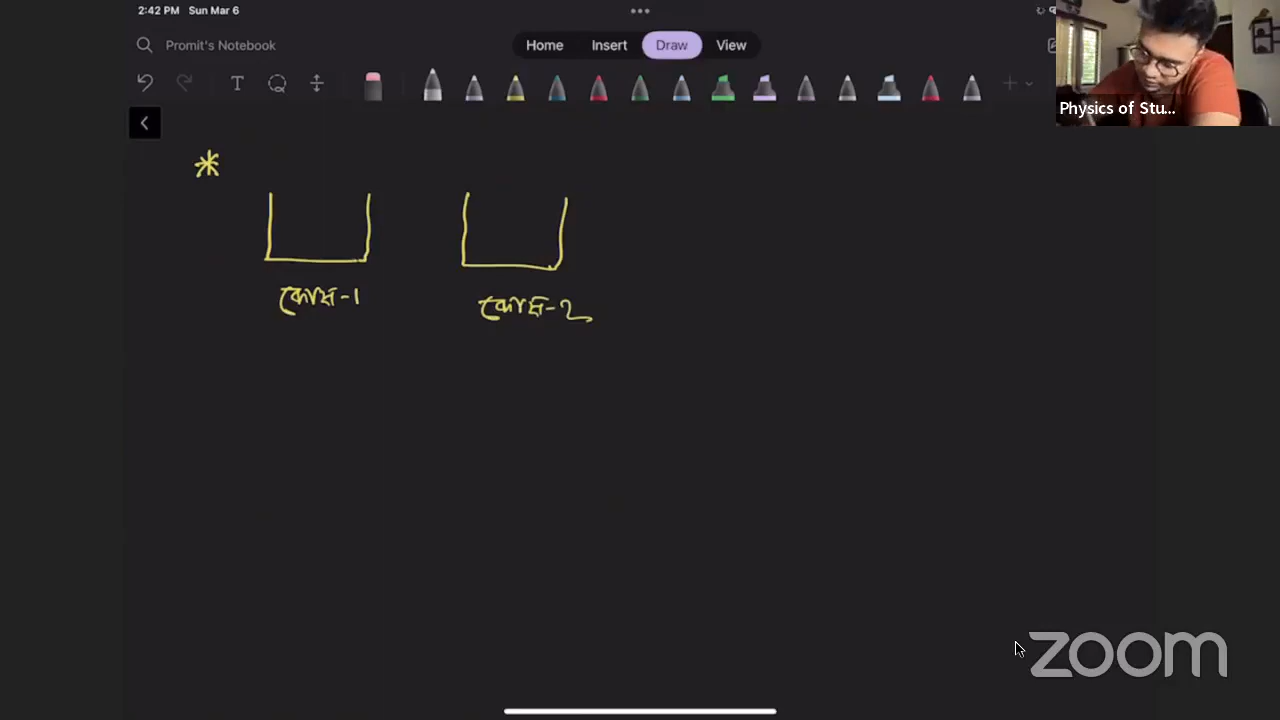 2:42 PM Sun Mar 6
Promit's Notebook
Home Insert Draw View
T
Physics of Stu...
*
কোষ-1 কোষ-2
zoom